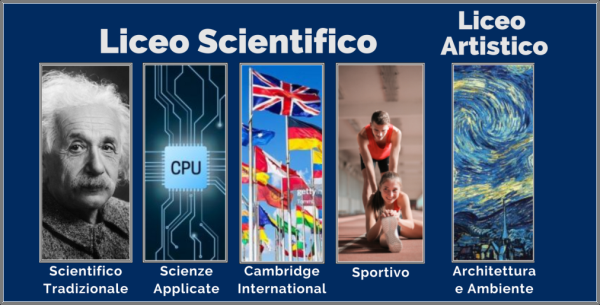 Liceo Scientifico
Liceo
Artistico
CPU
Scientifico
Tradizionale
Scienze
Applicate
Cambridge
International
Sportivo
Architettura
e Ambiente